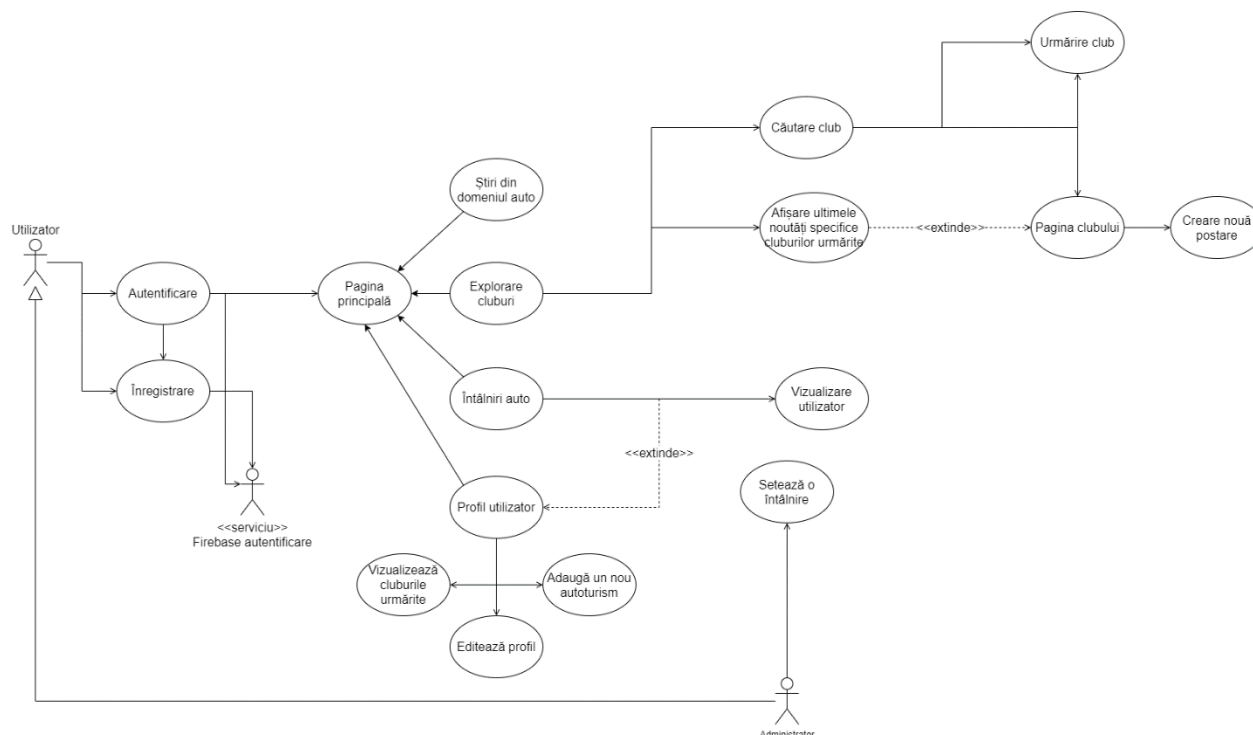 Urmărire club
Căutare club
Știri din
domeniul auto
Afișare ultimele
noutăți specifice
cluburilor urmărite
<<extinde>>
Pagina clubului
Creare nouă
postare
Utilizator
Autentificare
Pagina
principală
Explorare
cluburi
Înregistrare
Întâlniri auto
Vizualizare
utilizator
<<extinde>>
Setează o
întâlnire
Profil utilizator
<<serviciu>>
Firebase autentificare
Vizualizează
cluburile
urmărite
Adaugă un nou
autoturism
Editează profil
Administrator